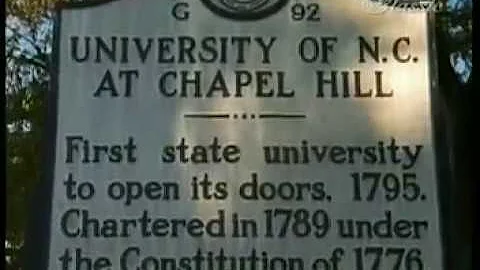 Classic
G 92
UNIVERSITY OF N.C.
AT CHAPEL HILL
First state university
to open its doors, 1795.
Chartered in 1789 under
the Constitution of 1776.